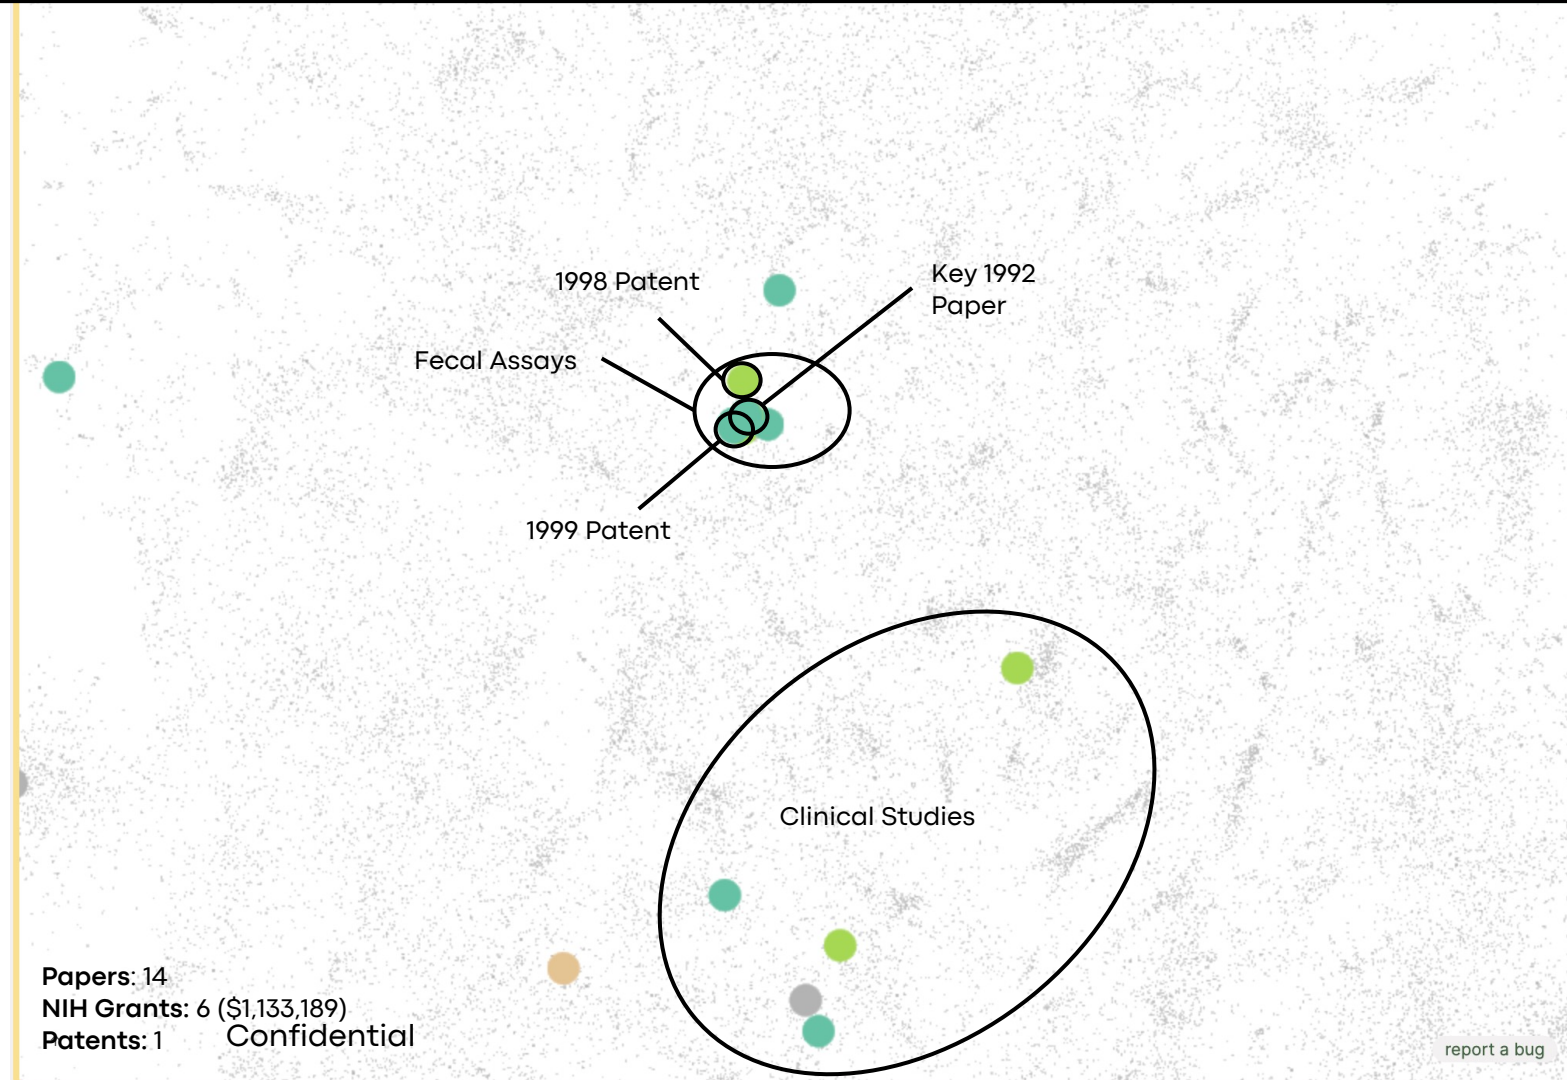 1998 Patent
Key 1992
Paper
Fecal Assays
1999 Patent
Clinical Studies
Papers: 14
NIH Grants: 6 ($1,133,189)
Patents: 1
Confidential
report a bug